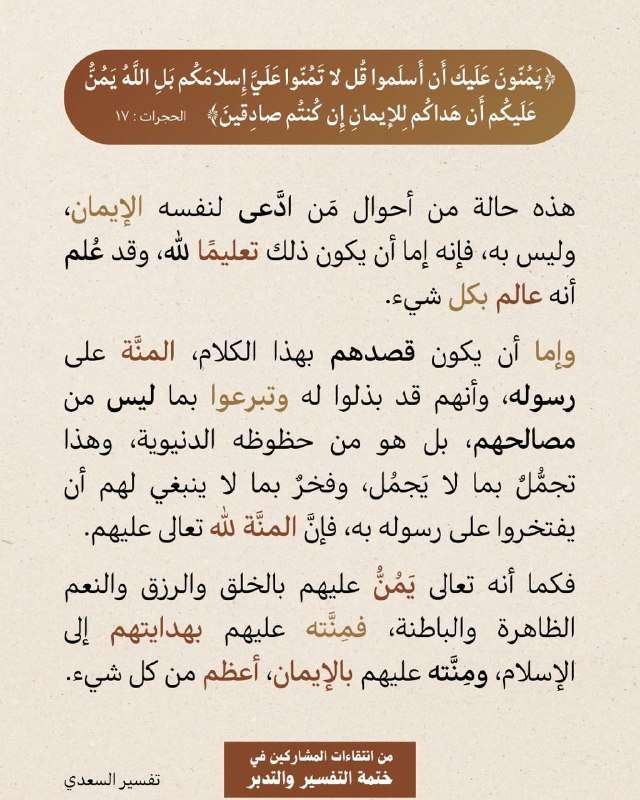 ﴿يَمُنّونَ عَلَيكَ أَن أَسلَموا قُل لا تَمُنّوا عَلَيَّ إِسلامَكُم بَلِ اللَّهُ يَمُنُّ
عَلَيكُم أَن هَداكُم لِلإيمانِ إِن كُنتُم صادِقينَ﴾ الحجرات : ١٧
هذه حالة من أحوال مَن ادَّعى لنفسه الإيمان،
وليس به، فإنه إما أن يكون ذلك تعليمًا لله، وقد عُلم
أنه عالم بكل شيء.
وإما أن يكون قصدهم بهذا الكلام، المنَّة على
رسوله، وأنهم قد بذلوا له وتبرعوا بما ليس من
مصالحهم، بل هو من حظوظه الدنيوية، وهذا
تجمُّلٌ بما لا يَجمُل، وفخرٌ بما لا ينبغي لهم أن
يفتخروا على رسوله به، فإنَّ المنَّة لله تعالى عليهم.
فكما أنه تعالى يَمُنُّ عليهم بالخلق والرزق والنعم
الظاهرة والباطنة، فمِنَّته عليهم بهدايتهم إلى
الإسلام، ومِنَّته عليهم بالإيمان، أعظم من كل شيء.
من انتقاءات المشاركين في
ختمة التفسير والتدبر
تفسير السعدي